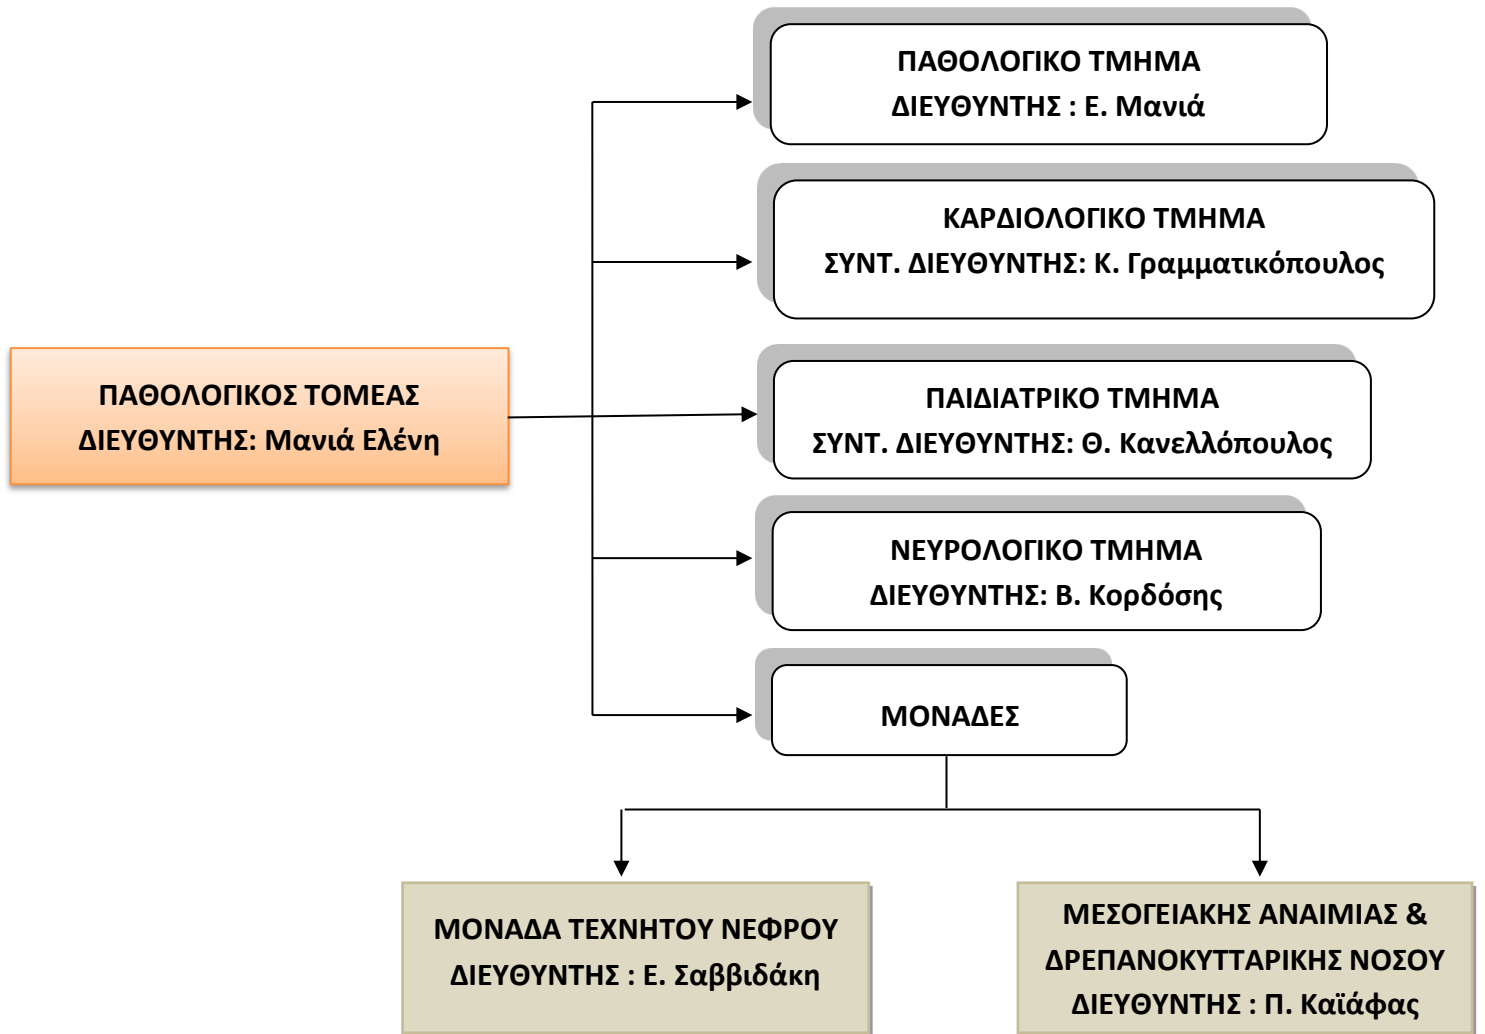 ΠΑΘΟΛΟΓΙΚΟ ΤΜΗΜΑ
ΔΙΕΥΘΥΝΤΗΣ : Ε. Μανιά
ΚΑΡΔΙΟΛΟΓΙΚΟ ΤΜΗΜΑ
ΣΥΝΤ. ΔΙΕΥΘΥΝΤΗΣ: Κ. Γραμματικόπουλος
ΠΑΘΟΛΟΓΙΚΟΣ ΤΟΜΕΑΣ
ΔΙΕΥΘΥΝΤΗΣ: Μανιά Ελένη
ΠΑΙΔΙΑΤΡΙΚΟ ΤΜΗΜΑ
ΣΥΝΤ. ΔΙΕΥΘΥΝΤΗΣ: Θ. Κανελλόπουλος
ΝΕΥΡΟΛΟΓΙΚΟ ΤΜΗΜΑ
ΔΙΕΥΘΥΝΤΗΣ: Β. Κορδόσης
ΜΟΝΑΔΕΣ
ΜΟΝΑΔΑ ΤΕΧΝΗΤΟΥ ΝΕΦΡΟΥ
ΔΙΕΥΘΥΝΤΗΣ : Ε. Σαββιδάκη
ΜΕΣΟΓΕΙΑΚΗΣ ΑΝΑΙΜΙΑΣ &
ΔΡΕΠΑΝΟΚΥΤΤΑΡΙΚΗΣ ΝΟΣΟΥ
ΔΙΕΥΘΥΝΤΗΣ : Π. Καϊάφας